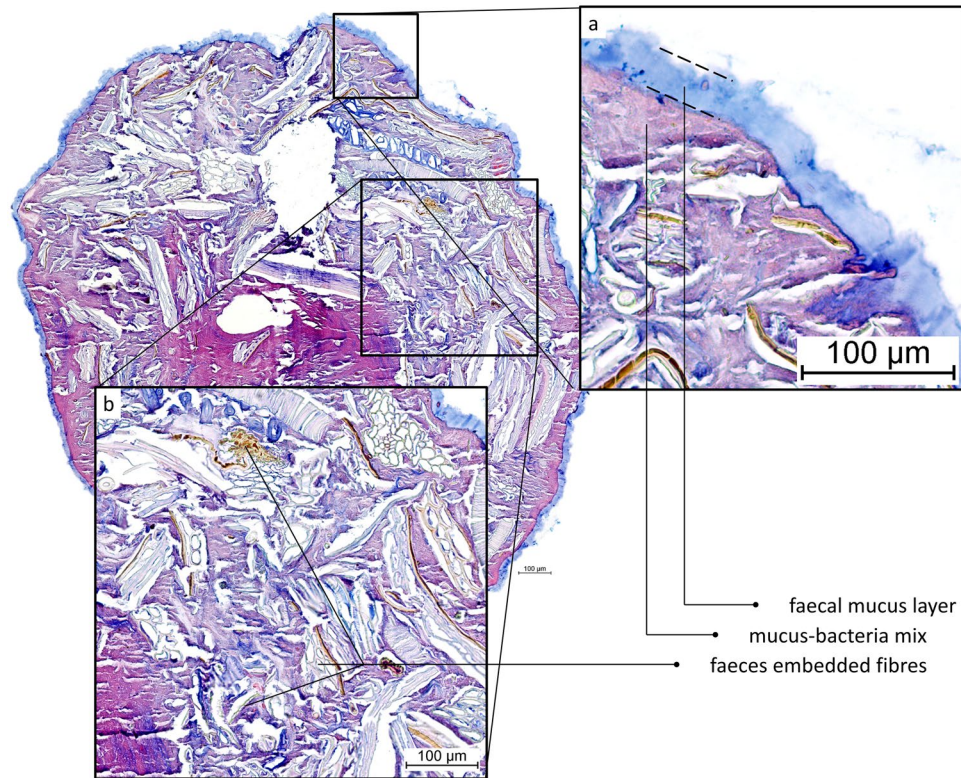 a
100 µm
b
100 µm
100 µm
faecal mucus layer
mucus-bacteria mix
faeces embedded fibres